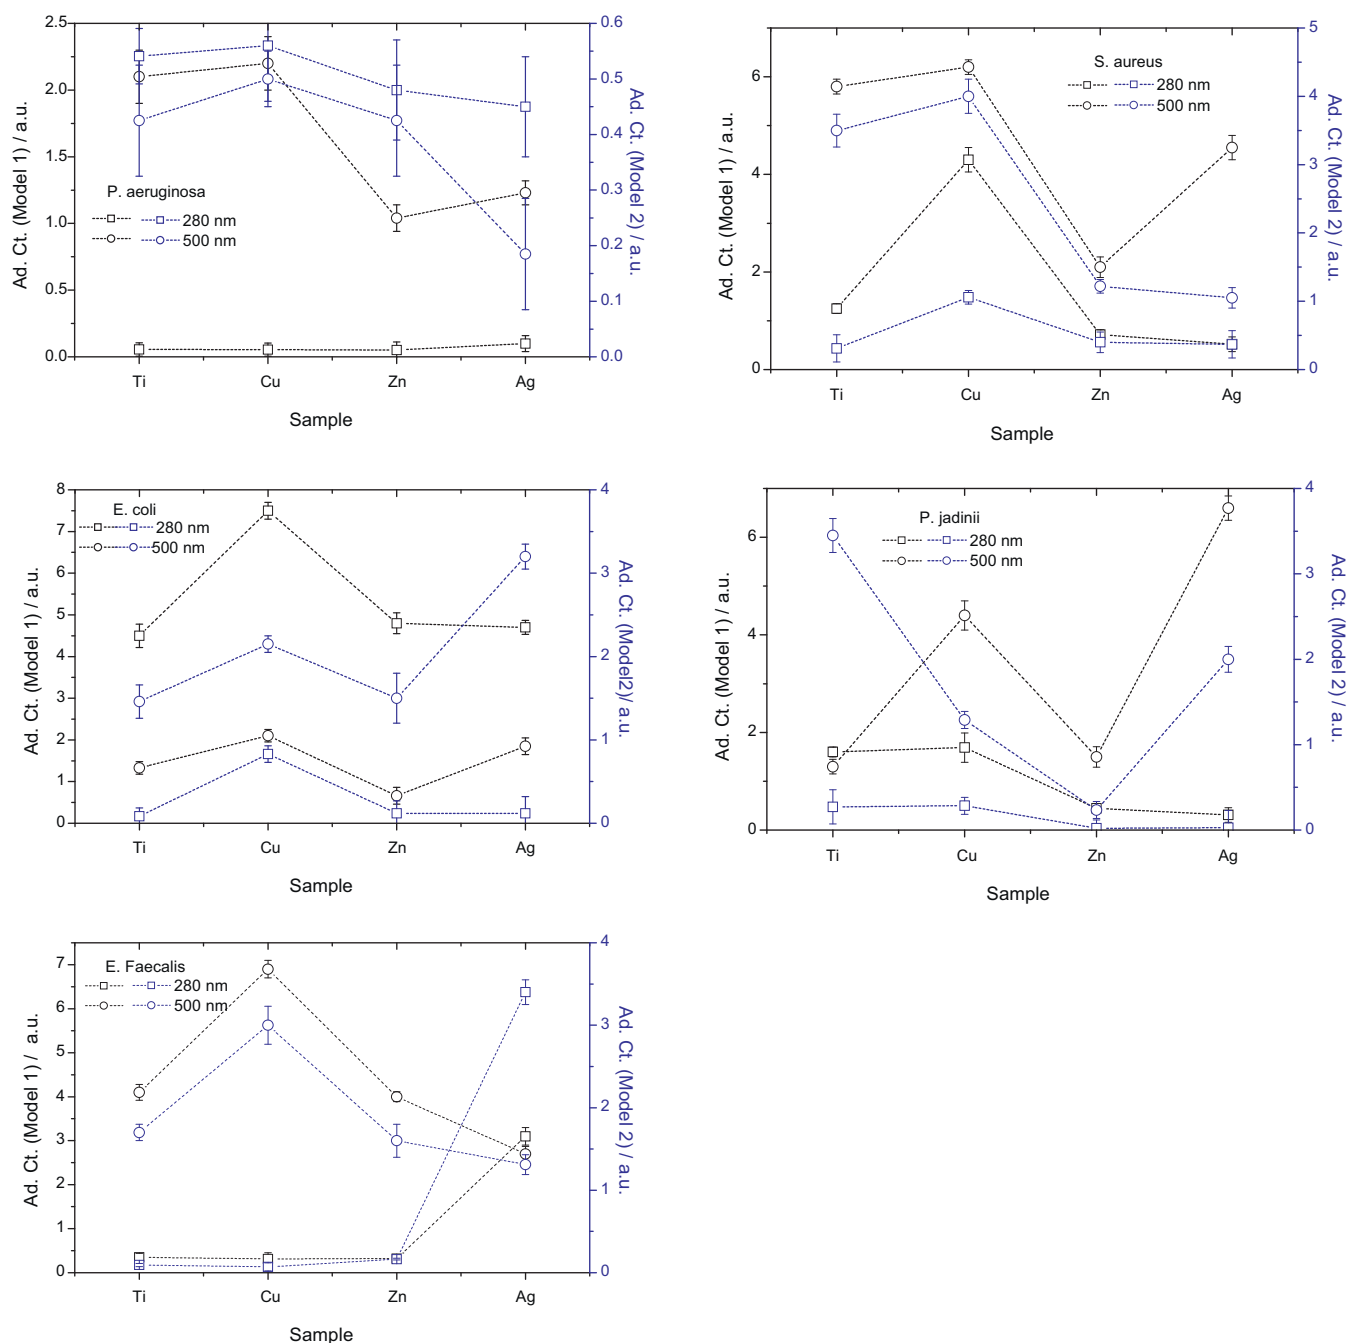 2.5
2.0
1.5
1.0
0.5
0.0
Ad. Ct. (Model 1) / a.u.
P. aeruginosa
280 nm
500 nm
0.6
0.5
0.4
0.3
0.2
0.1
0.0
Ad. Ct. (Model 2) / a.u.
Ti Cu Zn Ag
Sample
6
4
2
0
Ad. Ct. (Model 1) / a.u.
S. aureus
280 nm
500 nm
5
4
3
2
1
0
Ad. Ct. (Model 2) / a.u.
Ti Cu Zn Ag
Sample
8
7
6
5
4
3
2
1
0
Ad. Ct. (Model 1) / a.u.
E. coli
280 nm
500 nm
4
3
2
1
0
Ad. Ct. (Model2)/ a.u.
Ti Cu Zn Ag
Sample
6
4
2
0
Ad. Ct. (Model 1) / a.u.
P. jadinii
280 nm
500 nm
4
3
2
1
0
Ad. Ct. (Model 2) / a.u.
Ti Cu Zn Ag
Sample
7
6
5
4
3
2
1
0
Ad. Ct. (Model 1) / a.u.
E. Faecalis
280 nm
500 nm
4
3
2
1
0
Ad. Ct. (Model 2) / a.u.
Ti Cu Zn Ag
Sample